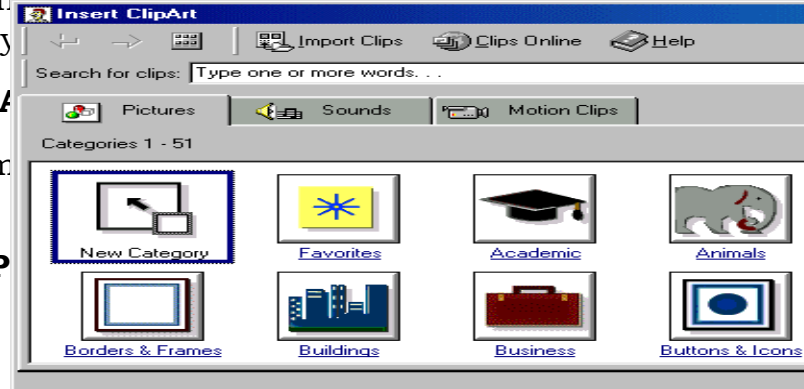 Insert ClipArt
Import Clips Clips Online Help
Search for clips: Type one or more words. . .
Pictures Sounds Motion Clips
Categories 1 - 51
New Category Favorites Academic Animals
Borders & Frames Buildings Business Buttons & Icons